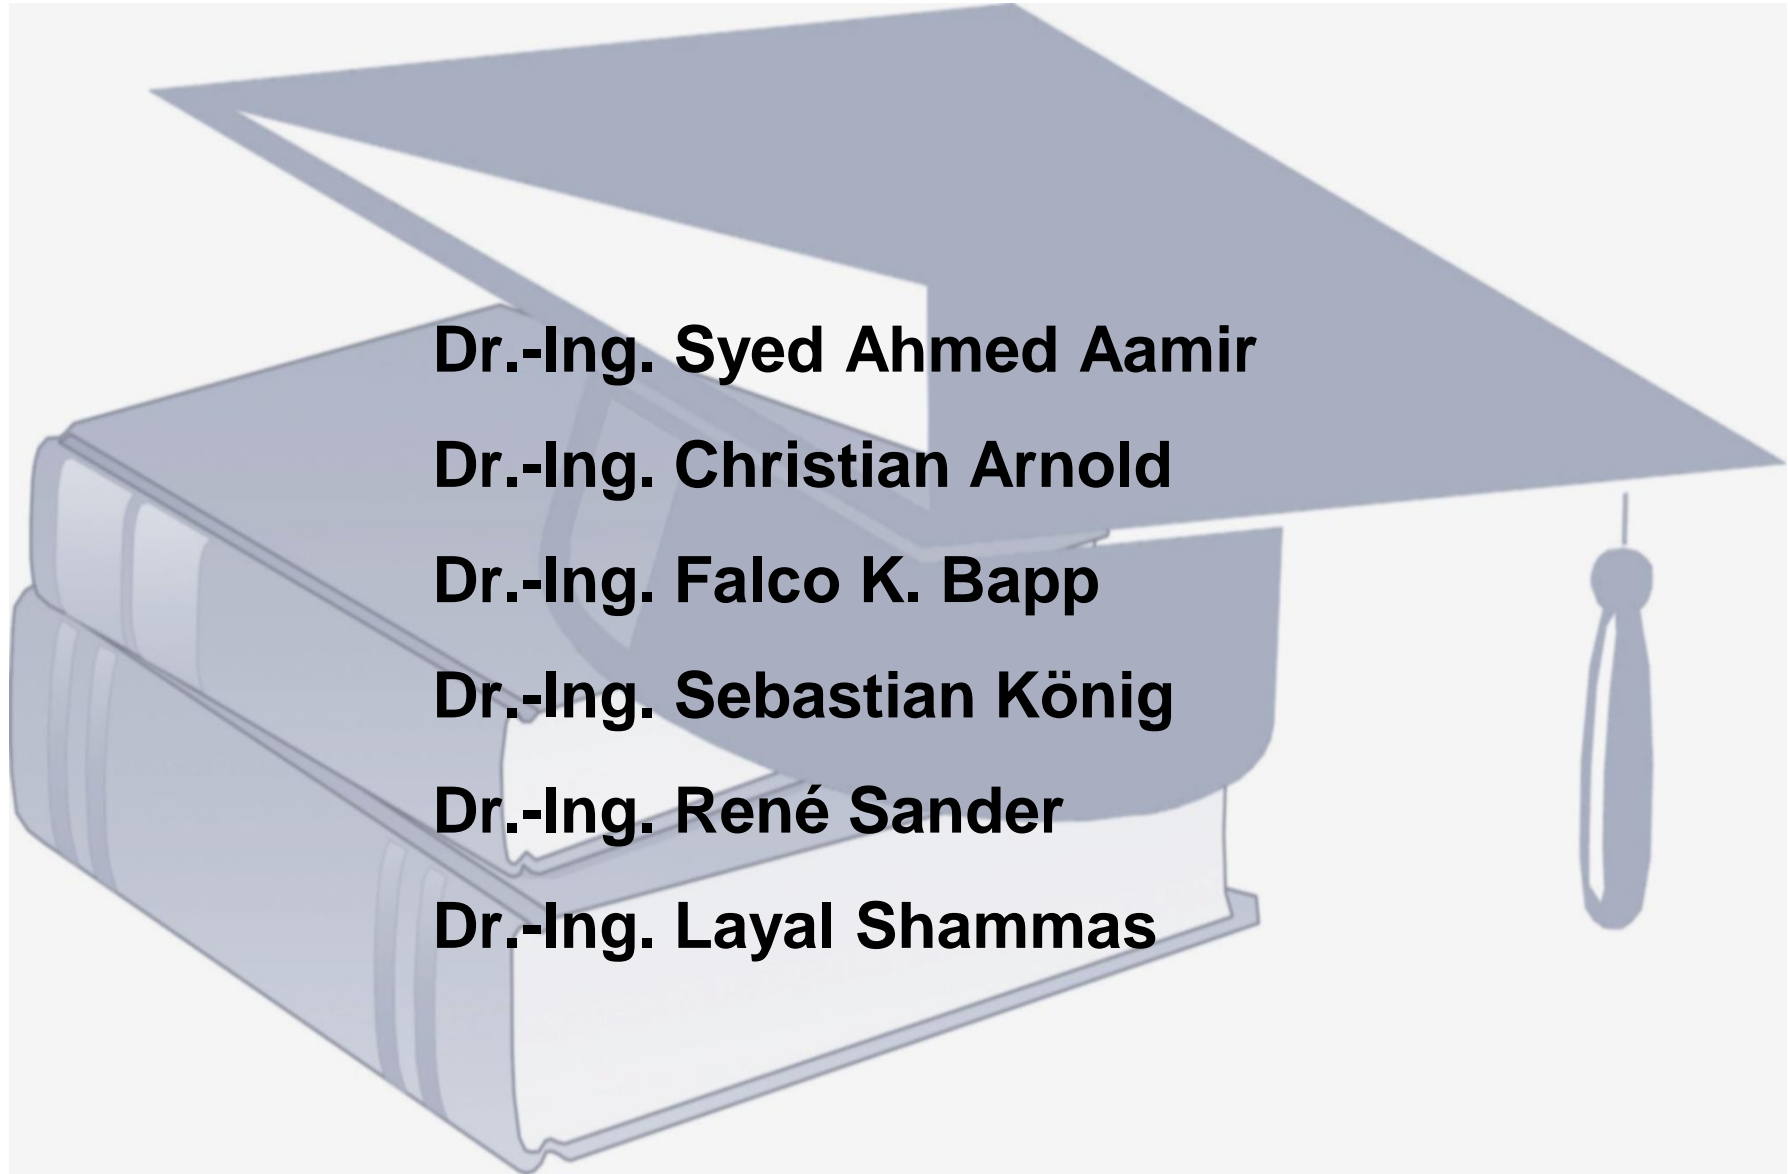 Dr.-Ing. Syed Ahmed Aamir
Dr.-Ing. Christian Arnold
Dr.-Ing. Falco K. Bapp
Dr.-Ing. Sebastian König
Dr.-Ing. René Sander
Dr.-Ing. Layal Shammas